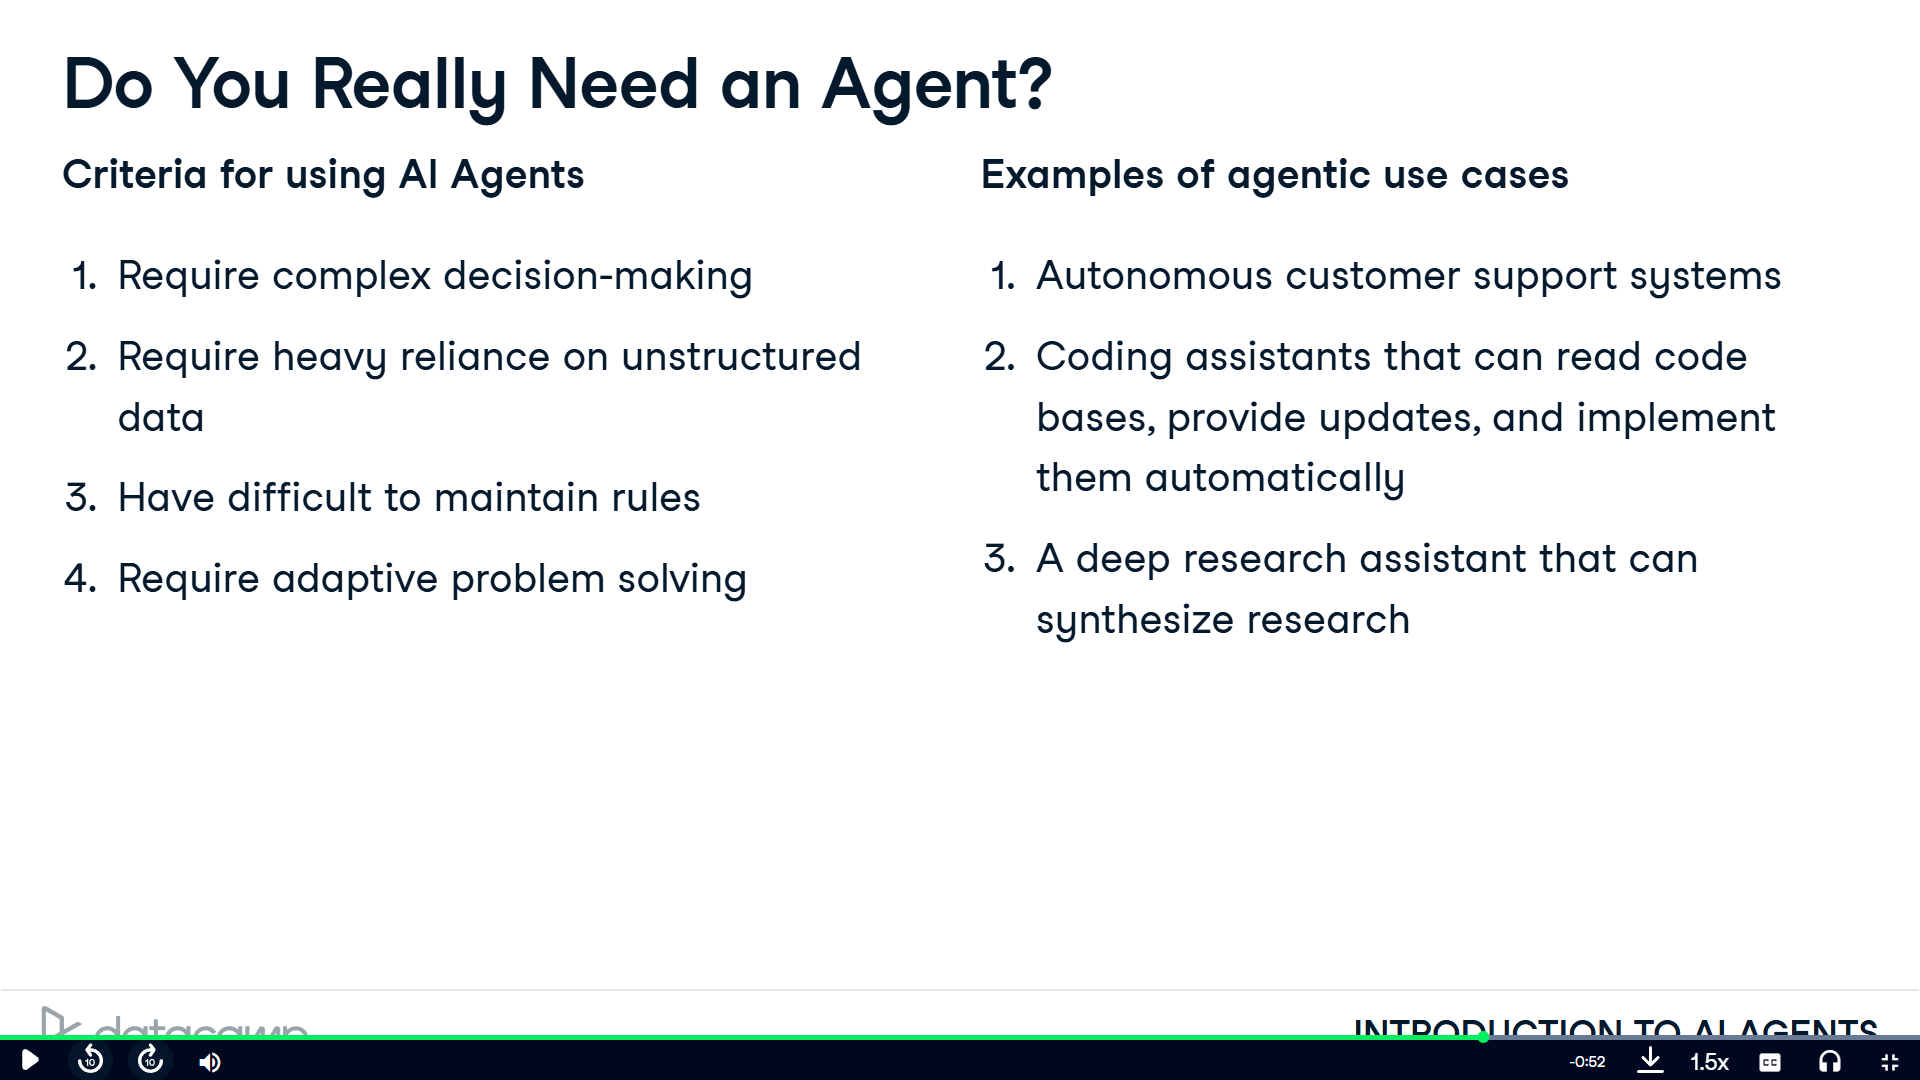 Do You Really Need an Agent?
Criteria for using AI Agents
1. Require complex decision-making
2. Require heavy reliance on unstructured
data
3. Have difficult to maintain rules
4. Require adaptive problem solving
Examples of agentic use cases
1. Autonomous customer support systems
2. Coding assistants that can read code
bases, provide updates, and implement
them automatically
3. A deep research assistant that can
synthesize research
datacamp
INTRODUCTION TO AI AGENTS
10
10
-0:52
1.5x
CC